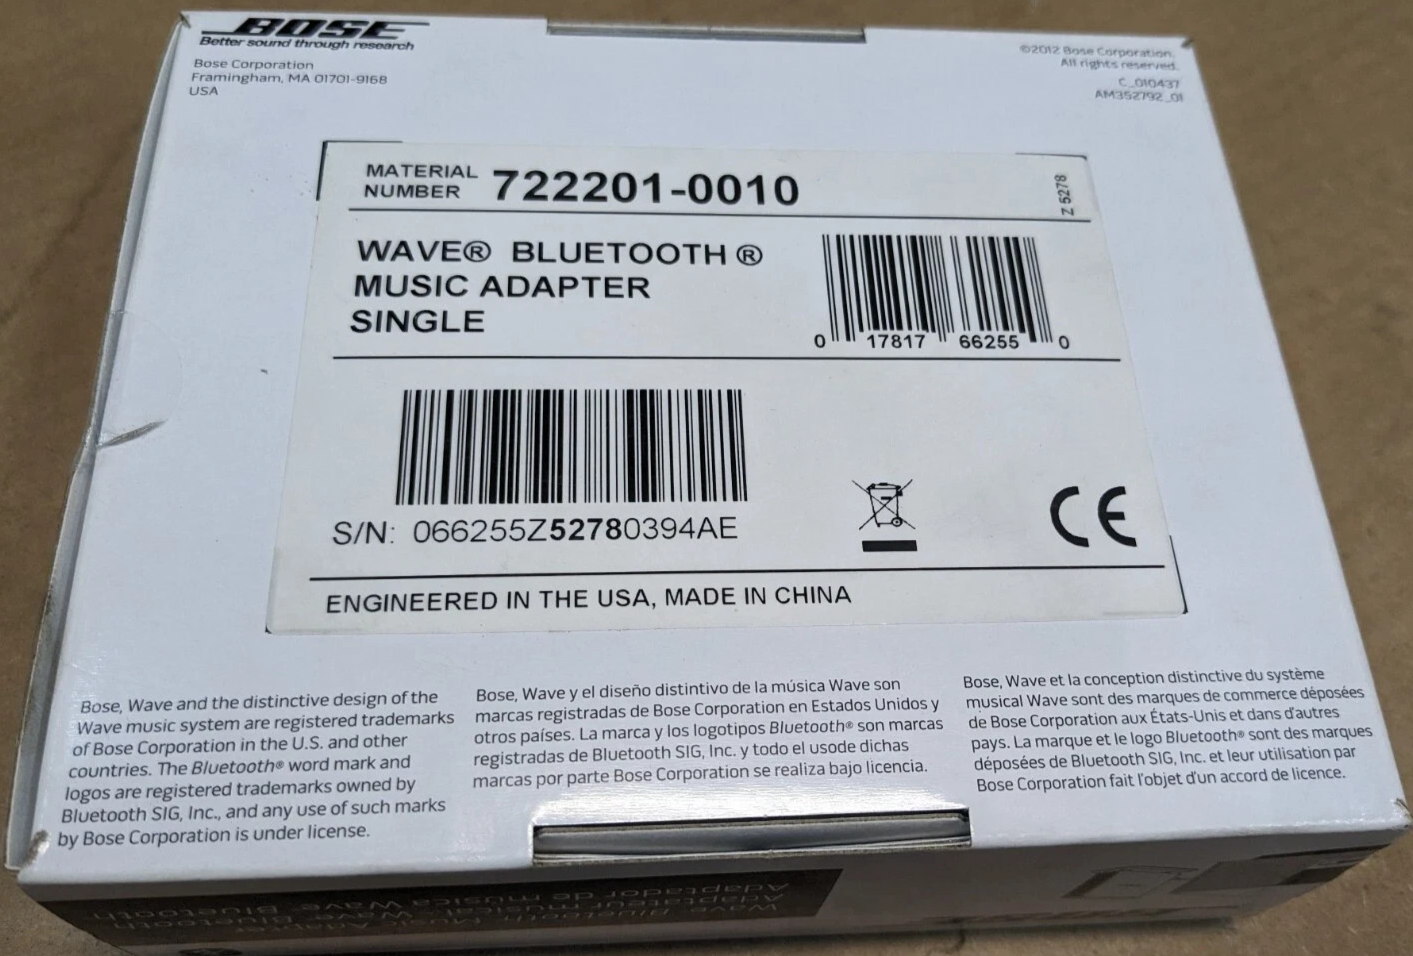 BOSE
Better sound through research
Bose Corporation
Framingham, MA 01701-9168
USA
©2012 Bose Corporation.
All rights reserved.
C_010437
AM352792_01
MATERIAL
NUMBER 722201-0010
Z 5278
WAVE® BLUETOOTH®
MUSIC ADAPTER
SINGLE
0 17817 66255 0
S/N: 066255Z52780394AE
CE
ENGINEERED IN THE USA, MADE IN CHINA
Bose, Wave and the distinctive design of the
Wave music system are registered trademarks
of Bose Corporation in the U.S. and other
countries. The Bluetooth® word mark and
logos are registered trademarks owned by
Bluetooth SIG, Inc., and any use of such marks
by Bose Corporation is under license.
Bose, Wave y el diseño distintivo de la música Wave son
marcas registradas de Bose Corporation en Estados Unidos y
otros países. La marca y los logotipos Bluetooth® son marcas
registradas de Bluetooth SIG, Inc. y todo el usode dichas
marcas por parte Bose Corporation se realiza bajo licencia.
Bose, Wave et la conception distinctive du système
musical Wave sont des marques de commerce déposées
de Bose Corporation aux États-Unis et dans d'autres
pays. La marque et le logo Bluetooth® sont des marques
déposées de Bluetooth SIG, Inc. et leur utilisation par
Bose Corporation fait l'objet d'un accord de licence.
Adaptador de música Wave® Bluetooth